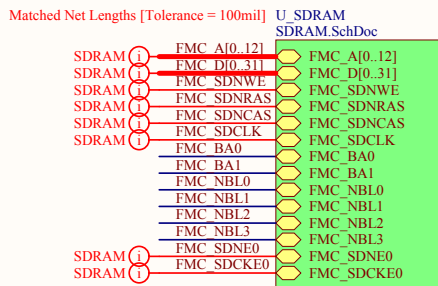 Matched Net Lengths [Tolerance = 100mil] U_SDRAM
SDRAM.SchDoc
SDRAM i FMC_A[0..12] FMC_A[0..12]
SDRAM i FMC_D[0..31] FMC_D[0..31]
SDRAM i FMC_SDNWE FMC_SDNWE
SDRAM i FMC_SDNRAS FMC_SDNRAS
SDRAM i FMC_SDNCAS FMC_SDNCAS
SDRAM i FMC_SDCLK FMC_SDCLK
FMC_BA0 FMC_BA0
FMC_BA1 FMC_BA1
FMC_NBL0 FMC_NBL0
FMC_NBL1 FMC_NBL1
FMC_NBL2 FMC_NBL2
FMC_NBL3 FMC_NBL3
SDRAM i FMC_SDNE0 FMC_SDNE0
SDRAM i FMC_SDCKE0 FMC_SDCKE0